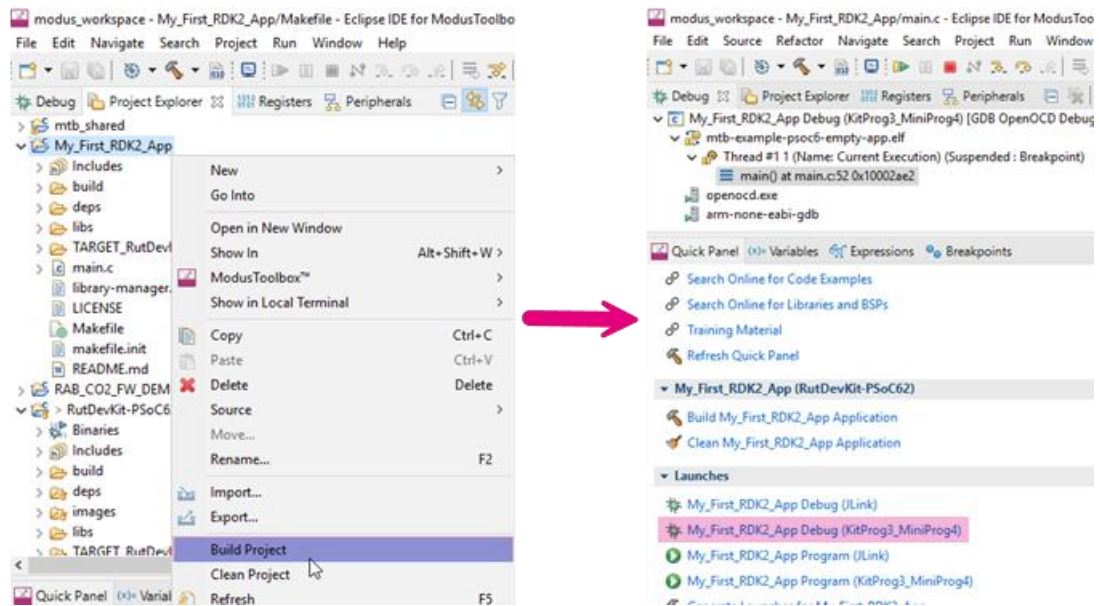 modus_workspace - My_First_RDK2_App/Makefile - Eclipse IDE for ModusToolbo
File Edit Navigate Search Project Run Window Help
Debug Project Explorer Registers Peripherals
mtb_shared
My_First_RDK2_App
Includes
build
deps
libs
TARGET_RutDevl
main.c
library-manager.
LICENSE
Makefile
makefile.init
README.md
RAB_CO2_FW_DEM
> RutDevKit-PSoC6
Binaries
Includes
build
deps
images
libs
TARGET_RutDevl
Quick Panel Varial
New
Go Into
Open in New Window
Show In Alt+Shift+W >
ModusToolbox™
Show in Local Terminal
Copy Ctrl+C
Paste Ctrl+V
Delete Delete
Source
Move...
Rename... F2
Import...
Export...
Build Project
Clean Project
Refresh F5
modus_workspace - My_First_RDK2_App/main.c - Eclipse IDE for ModusToo
File Edit Source Refactor Navigate Search Project Run Window
Debug Project Explorer Registers Peripherals
My_First_RDK2_App Debug (KitProg3_MiniProg4) [GDB OpenOCD Debug
mtb-example-psoc6-empty-app.elf
Thread #1 1 (Name: Current Execution) (Suspended : Breakpoint)
main() at main.c:52 0x10002ae2
openocd.exe
arm-none-eabi-gdb
Quick Panel (x)= Variables Expressions Breakpoints
Search Online for Code Examples
Search Online for Libraries and BSPs
Training Material
Refresh Quick Panel
My_First_RDK2_App (RutDevKit-PSoC62)
Build My_First_RDK2_App Application
Clean My_First_RDK2_App Application
Launches
My_First_RDK2_App Debug (JLink)
My_First_RDK2_App Debug (KitProg3_MiniProg4)
My_First_RDK2_App Program (JLink)
My_First_RDK2_App Program (KitProg3_MiniProg4)